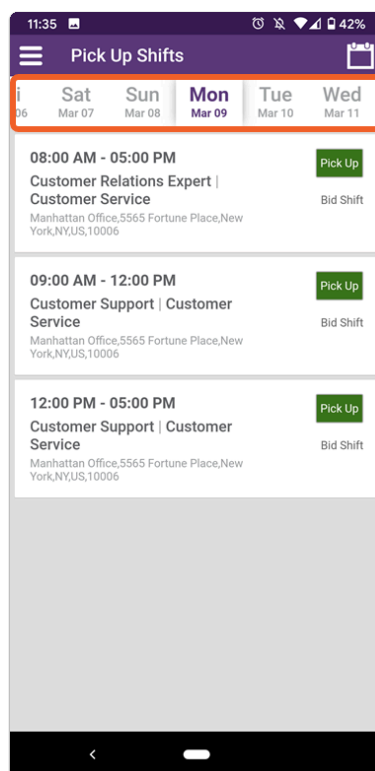 11:35 42%
Pick Up Shifts
i Sat Sun Mon Tue Wed
06 Mar 07 Mar 08 Mar 09 Mar 10 Mar 11
08:00 AM - 05:00 PM Pick Up
Customer Relations Expert |
Customer Service Bid Shift
Manhattan Office,5565 Fortune Place,New
York,NY,US,10006
09:00 AM - 12:00 PM Pick Up
Customer Support | Customer
Service Bid Shift
Manhattan Office,5565 Fortune Place,New
York,NY,US,10006
12:00 PM - 05:00 PM Pick Up
Customer Support | Customer
Service Bid Shift
Manhattan Office,5565 Fortune Place,New
York,NY,US,10006